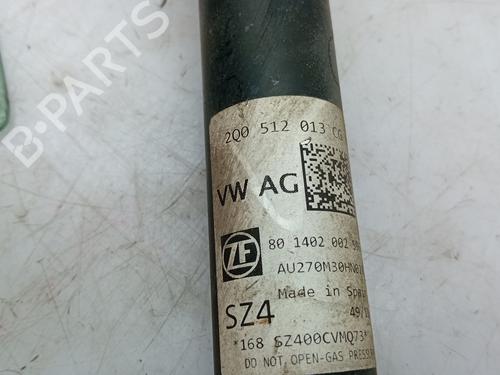 B-PARTS
2Q0 512 013 CG
VW AG
ZF
80 1402 002
AU270M30HN
Made in Spa
SZ4
49/
*168 SZ400CVMQ73*
DO NOT OPEN-GAS PRESS